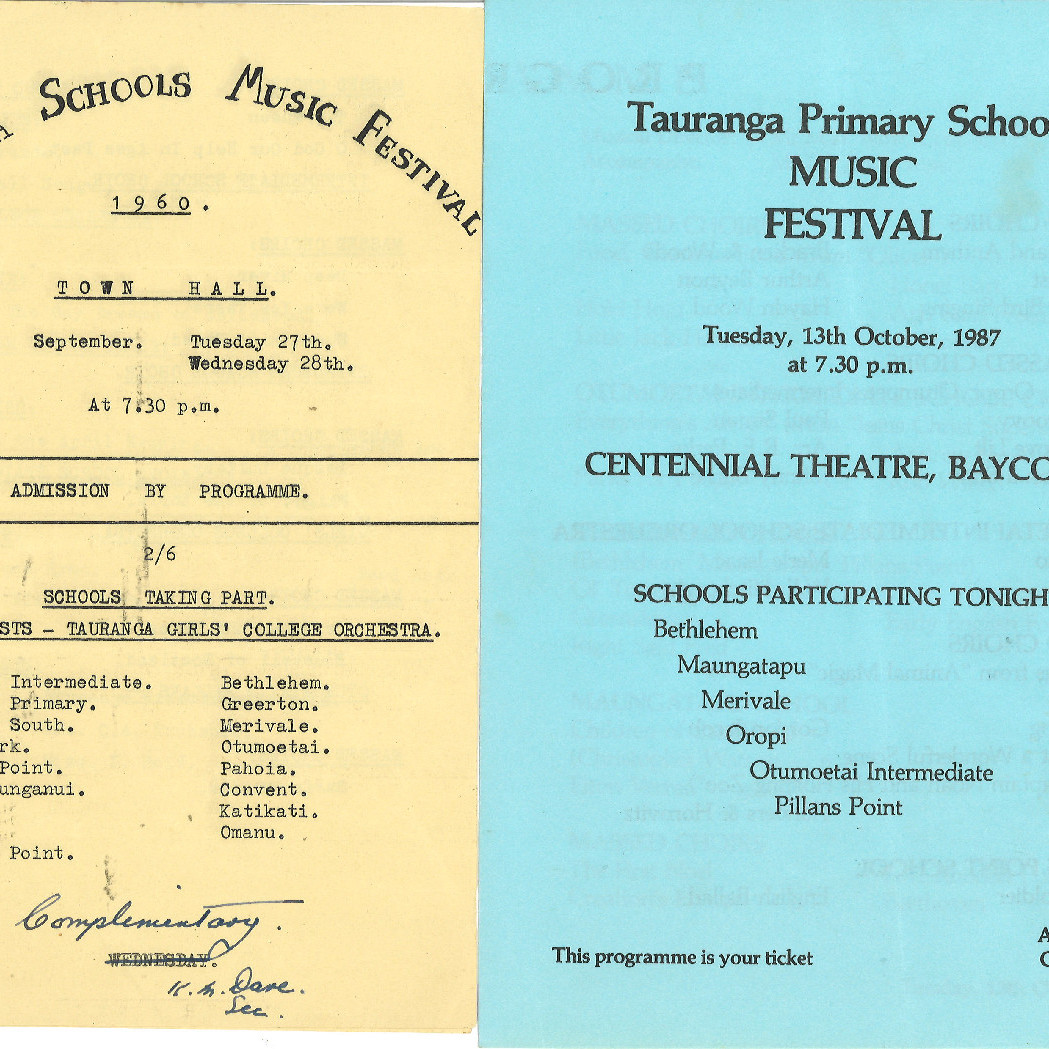 SCHOOLS MUSIC FESTIVAL
1960.
TOWN HALL.
September. Tuesday 27th.
Wednesday 28th.
At 7.30 p.m.
ADMISSION BY PROGRAMME.
2/6
SCHOOLS TAKING PART.
STS - TAURANGA GIRLS' COLLEGE ORCHESTRA.
Intermediate. Bethlehem.
Primary. Greerton.
South. Merivale.
rk. Otumoetai.
Point. Pahoia.
unganui. Convent.
Katikati.
Omanu.
Point.
Complementary.
WEDNESDAY.
Sec.
Tauranga Primary Schoo
MUSIC
FESTIVAL
Tuesday, 13th October, 1987
at 7.30 p.m.
CENTENNIAL THEATRE, BAYCO
SCHOOLS PARTICIPATING TONIGH
Bethlehem
Maungatapu
Merivale
Oropi
Otumoetai Intermediate
Pillans Point
This programme is your ticket